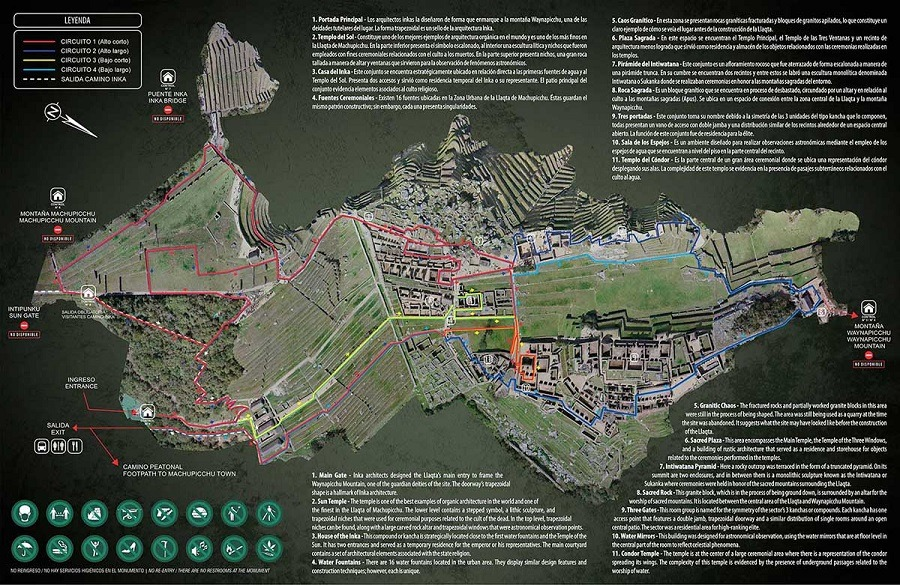 LEYENDA
CIRCUITO 1 (Alto corto)
CIRCUITO 2 (Alto largo)
CIRCUITO 3 (Bajo corto)
CIRCUITO 4 (Bajo largo)
SALIDA CAMINO INKA
N
PUENTE INKA
INKA BRIDGE
NO DISPONIBLE
MONTAÑA MACHUPICCHU
MACHUPICCHU MOUNTAIN
NO DISPONIBLE
INTIPUNKU
SUN GATE
NO DISPONIBLE
SALIDA OBLIGATORIA
INGRESO
ENTRANCE
SALIDA
EXIT
CAMINO PEATONAL
FOOTPATH TO MACHUPICCHU TOWN
MONTAÑA
WAYNAPICCHU
WAYNAPICCHU
MOUNTAIN
NO DISPONIBLE
1. Portada Principal - Los arquitectos inkas la diseñaron de forma que enmarque a la montaña Waynapicchu, una de las
deidades tutelares del lugar. La forma trapezoidal es un sello de la arquitectura Inka.
2. Templo del Sol - Constituye uno de los mejores ejemplos de arquitectura orgánica en el mundo y es uno de los más finos en
la Llaqta de Machupicchu. En la parte inferior presenta el símbolo escalonado, al interior una escultura lítica y nichos que fueron
empleados con fines ceremoniales relacionados con el culto a los muertos. En la parte superior presenta nichos, una gran roca
tallada a manera de altar y ventanas que sirvieron para la observación de fenómenos astronómicos.
3. Casa del Inka - Este conjunto se encuentra estratégicamente ubicado en relación directa a las primeras fuentes de agua y al
Templo del Sol. Presenta dos accesos y sirvió como residencia temporal del Inka o su representante. El patio principal del
conjunto evidencia elementos asociados al culto religioso.
4. Fuentes Ceremoniales - Existen 16 fuentes ubicadas en la Zona Urbana de la Llaqta de Machupicchu. Éstas guardan el
mismo patrón constructivo; sin embargo, cada una presenta singularidades.
5. Caos Granítico - En esta zona se presentan rocas graníticas fracturadas y bloques de granitos apilados, lo que constituye un
claro ejemplo de cómo se veía el lugar antes de la construcción de la Llaqta.
6. Plaza Sagrada - En este espacio se encuentran el Templo Principal, el Templo de las Tres Ventanas y un recinto de
arquitectura menos lograda que sirvió como residencia y almacén de los objetos relacionados con las ceremonias realizadas en
los templos.
7. Pirámide del Intiwatana - Este conjunto es un afloramiento rocoso que fue aterrazado de forma escalonada a manera de
una pirámide trunca. En su cumbre se encuentran dos recintos y entre estos se labró una escultura monolítica denominada
Intiwatana o Sukanka donde se realizaban ceremonias en honor a las montañas sagradas del entorno.
8. Roca Sagrada - Es un bloque granítico que se encuentra en proceso de desbastado, circundado por un altar y en relación al
culto a las montañas sagradas (Apus). Se ubica en un espacio de conexión entre la zona central de la Llaqta y la montaña
Waynapicchu.
9. Tres portadas - Este conjunto toma su nombre debido a la simetría de las 3 unidades del tipo kancha que lo componen,
todas presentan un vano de acceso con doble jamba y una distribución similar de los recintos alrededor de un espacio central
abierto. La función de este conjunto fue de residencia para la élite.
10. Sala de los Espejos - Es un ambiente diseñado para realizar observaciones astronómicas mediante el empleo de los
espejos de agua que se encuentran a nivel del piso en la parte central del recinto.
11. Templo del Cóndor - Es la parte central de un gran área ceremonial donde se ubica una representación del cóndor
desplegando sus alas. La complejidad de este templo se evidencia en la presencia de pasajes subterráneos relacionados con el
culto al agua.
1. Main Gate - Inka architects designed the Llaqta's main entry to frame the
Waynapicchu Mountain, one of the guardian deities of the site. The doorway's trapezoidal
shape is a hallmark of Inka architecture.
2. Sun Temple - The temple is one of the best examples of organic architecture in the world and one of
the finest in the Llaqta of Machupicchu. The lower level contains a stepped symbol, a lithic sculpture, and
trapezoidal niches that were used for ceremonial purposes related to the cult of the dead. In the top level, trapezoidal
niches can be found, along with a large carved rock altar and trapezoidal windows that were astronomical observation points.
3. House of the Inka - This compound or kancha is strategically located close to the first water fountains and the Temple of the
Sun. It has two entrances and served as a temporary residence for the emperor or his representatives. The main courtyard
contains a set of architectural elements associated with the state religion.
4. Water Fountains - There are 16 water fountains located in the urban area. They display similar design features and
construction techniques; however, each is unique.
5. Granitic Chaos - The fractured rocks and partially worked granite blocks in this area
were still in the process of being shaped. The area was still being used as a quarry at the time
the site was abandoned. It suggests what the site may have looked like before the construction
of the Llaqta.
6. Sacred Plaza - This area encompasses the Main Temple, the Temple of the Three Windows,
and a building of rustic architecture that served as a residence and storehouse for objects
related to the ceremonies performed in the temples.
7. Intiwatana Pyramid - Here a rocky outcrop was terraced in the form of a truncated pyramid. On its
summit are two enclosures, and in between them is a monolithic sculpture known as the Intiwatana or
Sukanka where ceremonies were held in honor of the sacred mountains surrounding the Llaqta.
8. Sacred Rock - This granite block, which is in the process of being ground down, is surrounded by an altar for the
worship of sacred mountains. It is located between the central area of the Llaqta and Waynapicchu Mountain.
9. Three Gates - This room group is named for the symmetry of the sector's 3 kanchas or compounds. Each kancha has one
access point that features a double jamb, trapezoidal doorway and a similar distribution of single rooms around an open
central patio. The sector was a residential area for high-ranking elite.
10. Water Mirrors - This building was designed for astronomical observation, using the water mirrors that are at floor level in
the central part of the room to reflect celestial phenomena.
11. Condor Temple - The temple is at the center of a large ceremonial area where there is a representation of the condor
spreading its wings. The complexity of this temple is evidenced by the presence of underground passages related to the
worship of water.
NO REINGRESO / NO HAY SERVICIOS HIGIÉNICOS EN EL MONUMENTO | NO RE-ENTRY / THERE ARE NO RESTROOMS AT THE MONUMENT